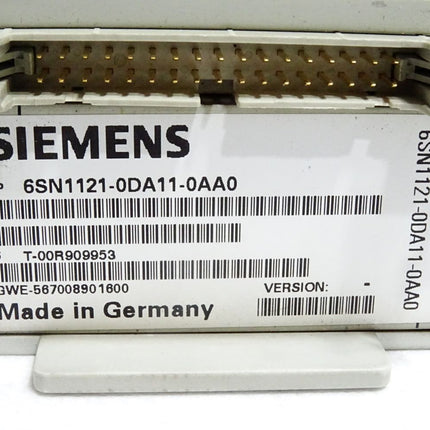 SIEMENS
P 6SN1121-0DA11-0AA0
S T-00R909953
GWE-567008901600
VERSION: -
Made in Germany
6SN1121-0DA11-0AA0 -